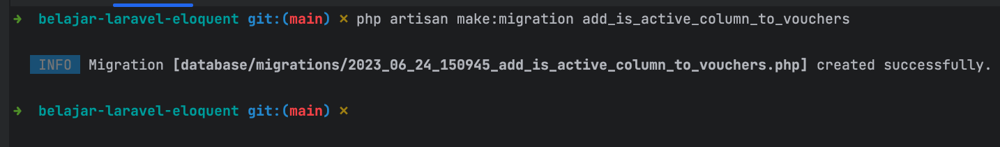 ➜ belajar-laravel-eloquent git:(main) ✗ php artisan make:migration add_is_active_column_to_vouchers
INFO Migration [database/migrations/2023_06_24_150945_add_is_active_column_to_vouchers.php] created successfully.
➜ belajar-laravel-eloquent git:(main) ✗